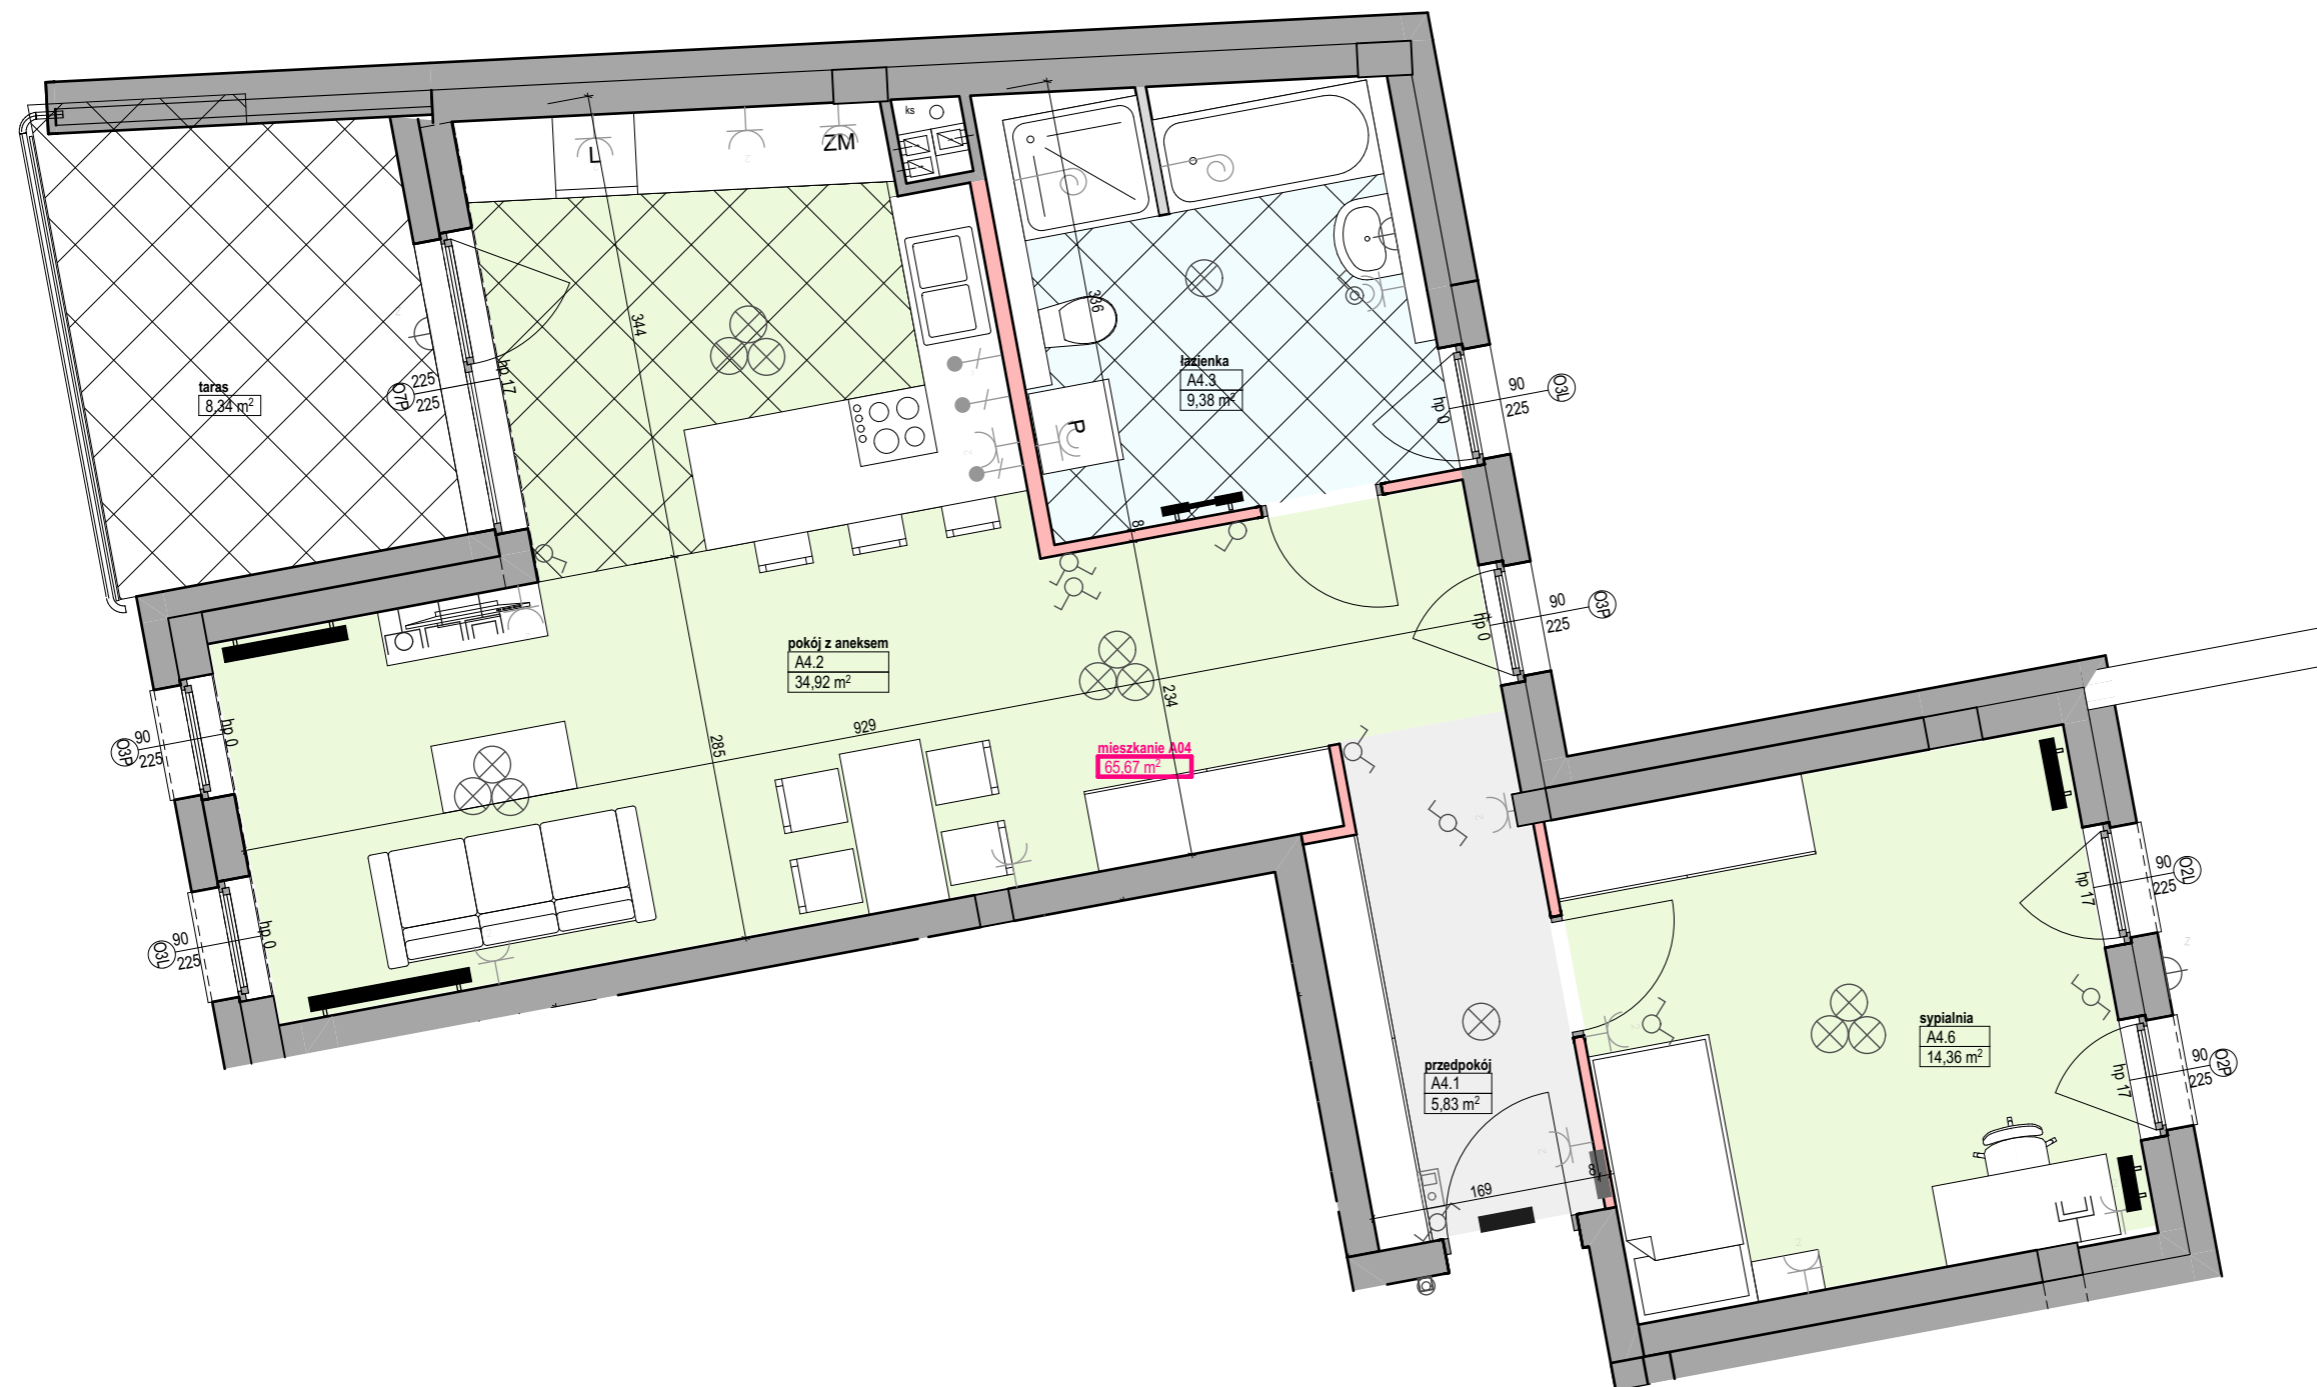 ks
L
ZM
344
336
taras
8,34 m²
O7P
225
225
hp 17
łazienka
A4.3
9,38 m²
P
90
225
O3L
hp 0
8
90
225
O3P
hp 0
pokój z aneksem
A4.2
34,92 m²
929
285
234
mieszkanie A04
65,67 m²
O3P
90
225
hp 0
O3L
90
225
hp 0
90
225
O2L
hp 17
sypialnia
A4.6
14,36 m²
90
225
O2P
hp 17
przedpokój
A4.1
5,83 m²
169
8